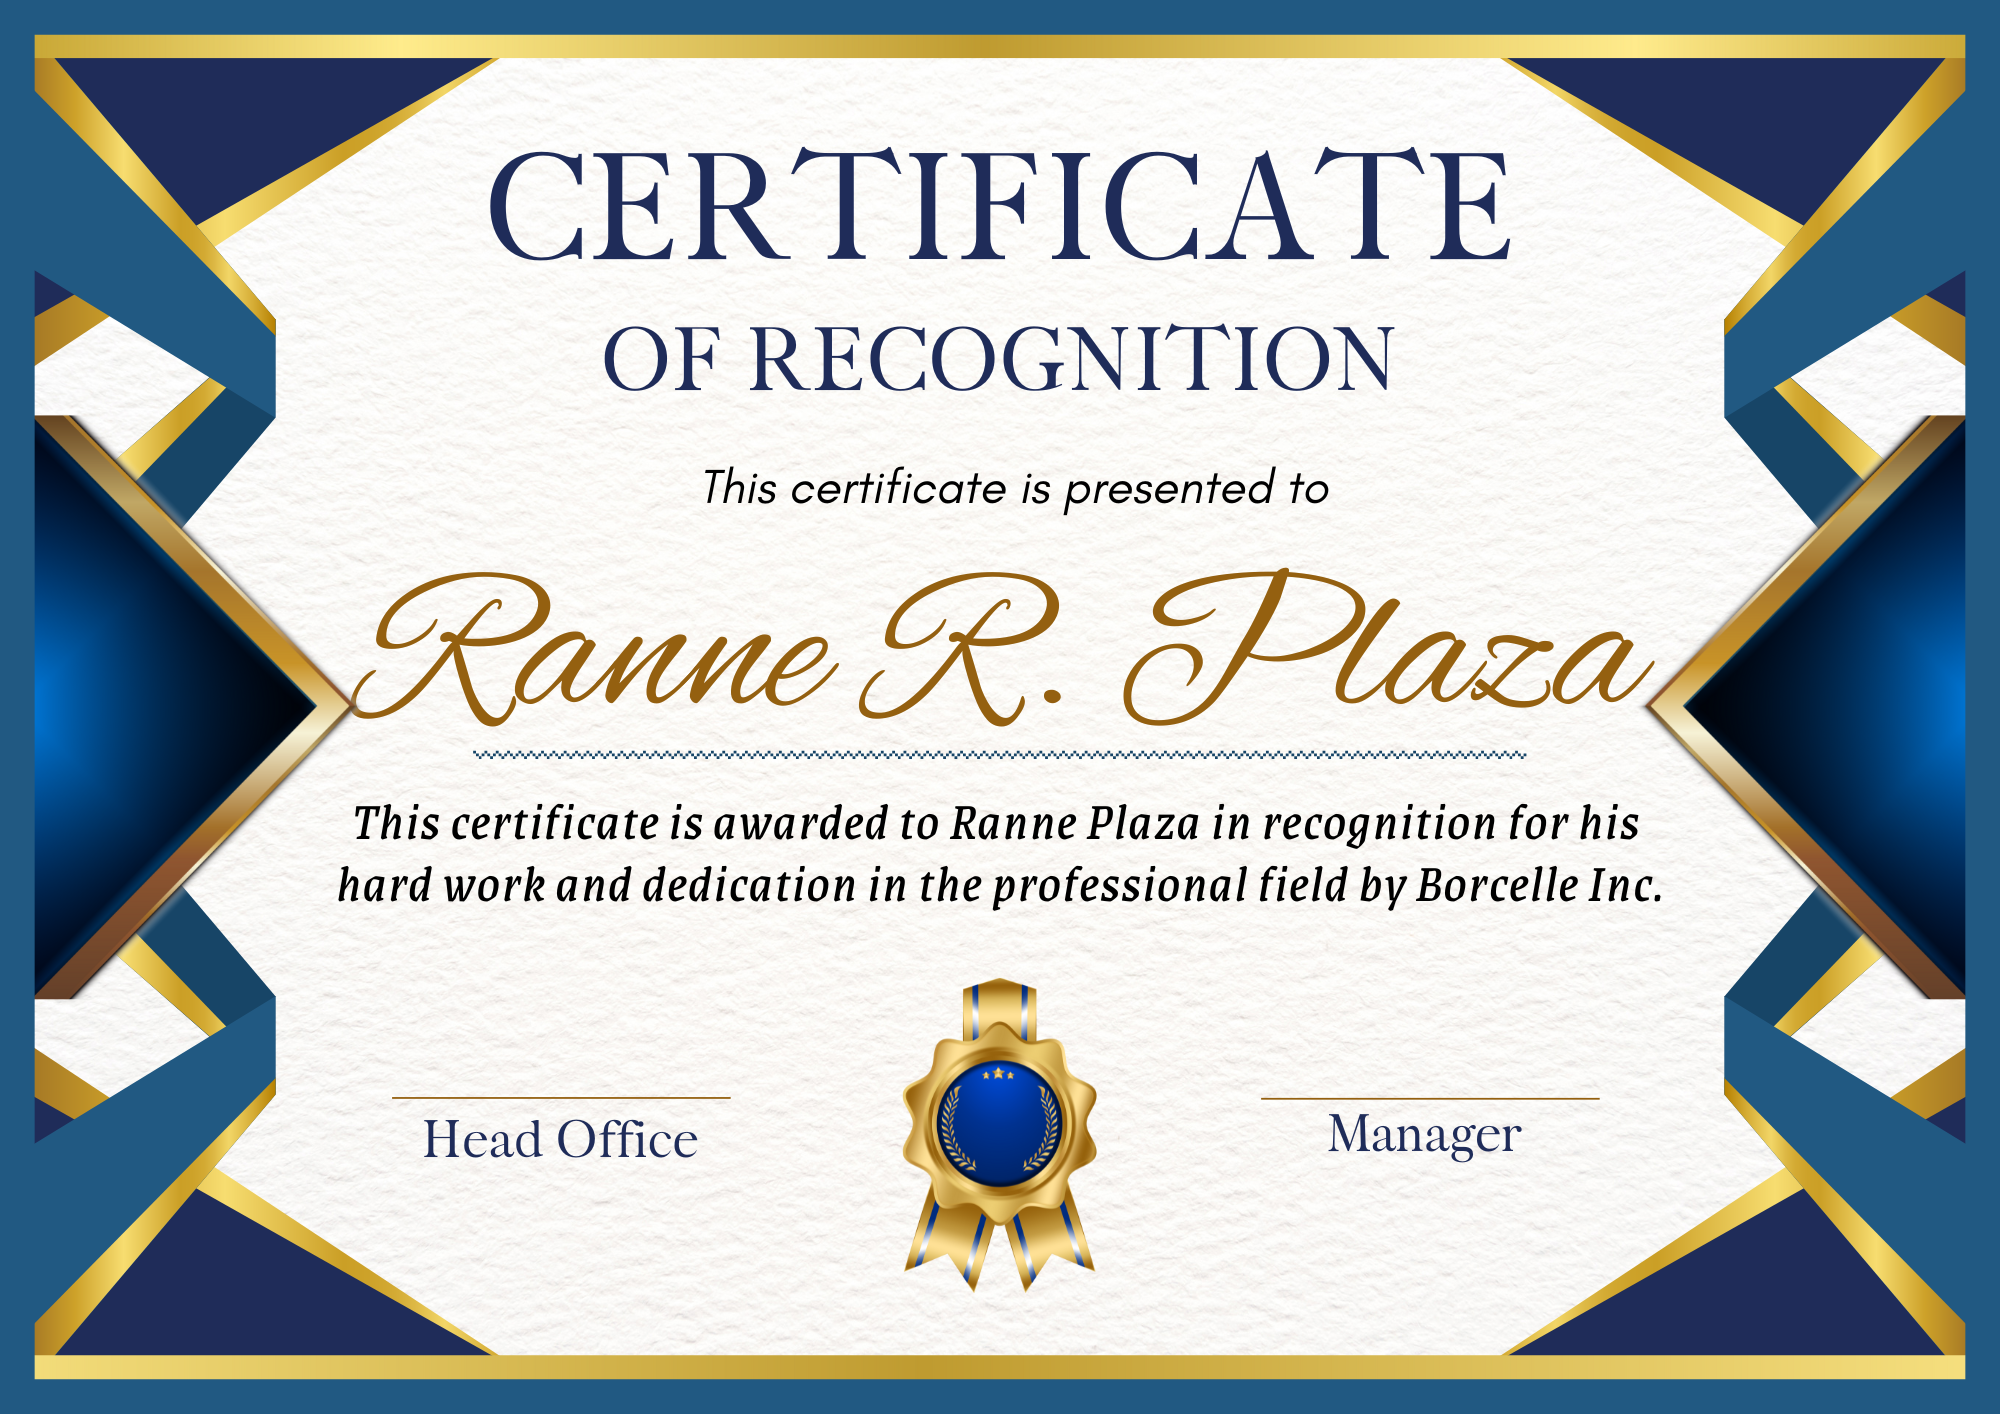 CERTIFICATE
OF RECOGNITION
This certificate is presented to
Ranne R. Plaza
This certificate is awarded to Ranne Plaza in recognition for his
hard work and dedication in the professional field by Borcelle Inc.
Head Office
Manager